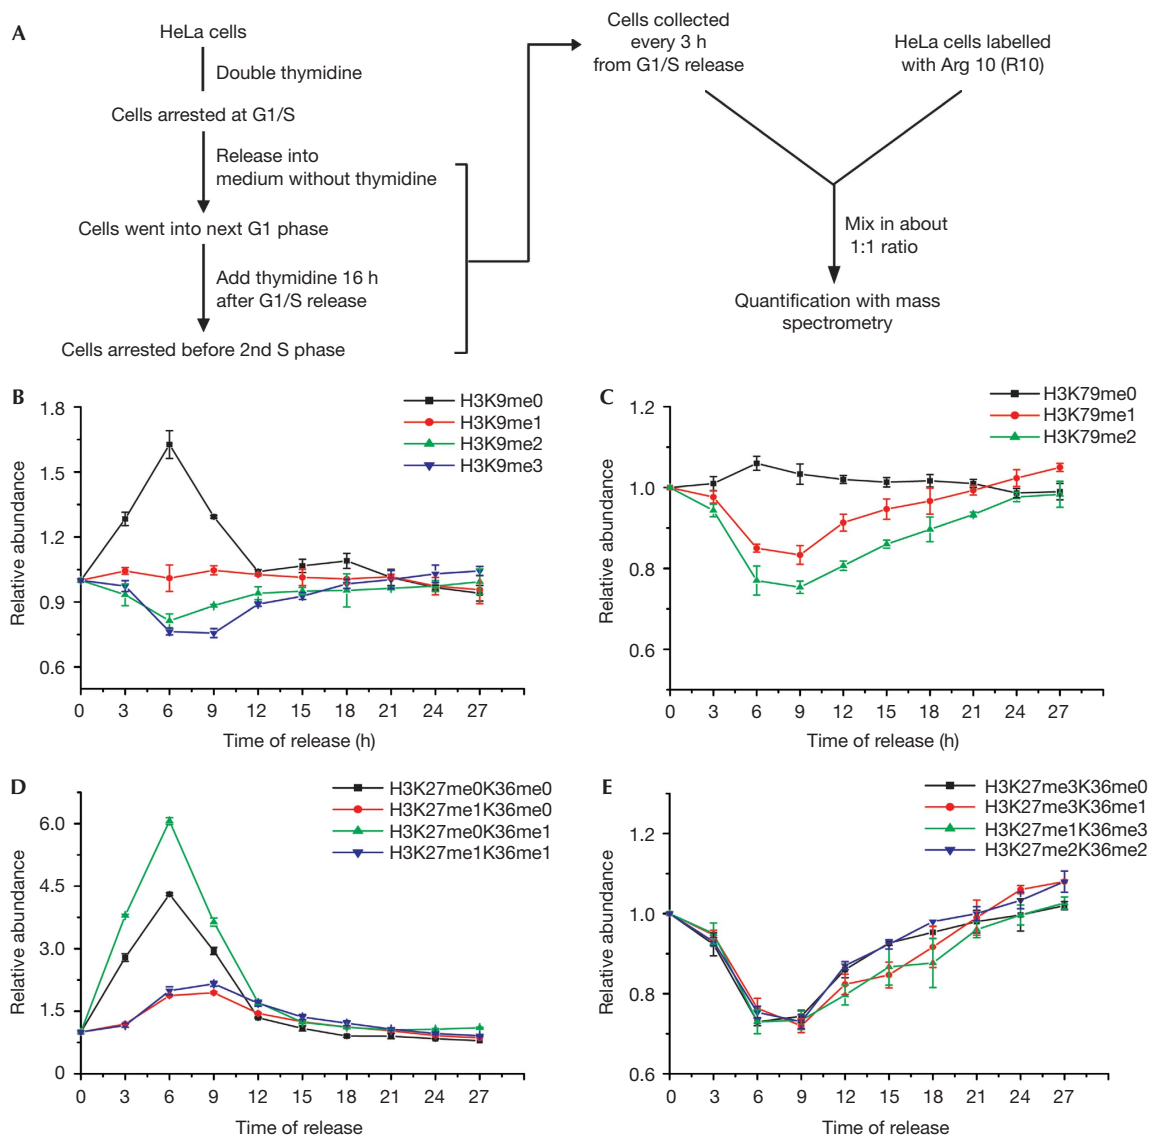 A
HeLa cells
Double thymidine
Cells arrested at G1/S
Release into
medium without thymidine
Cells went into next G1 phase
Add thymidine 16 h
after G1/S release
Cells arrested before 2nd S phase
Cells collected
every 3 h
from G1/S release
HeLa cells labelled
with Arg 10 (R10)
Mix in about
1:1 ratio
Quantification with mass
spectrometry
B
H3K9me0
H3K9me1
H3K9me2
H3K9me3
Relative abundance
1.8
1.5
1.2
0.9
0.6
0 3 6 9 12 15 18 21 24 27
Time of release (h)
C
H3K79me0
H3K79me1
H3K79me2
Relative abundance
1.2
1.0
0.8
0.6
0 3 6 9 12 15 18 21 24 27
Time of release (h)
D
H3K27me0K36me0
H3K27me1K36me0
H3K27me0K36me1
H3K27me1K36me1
Relative abundance
6.0
4.5
3.0
1.5
0
0 3 6 9 12 15 18 21 24 27
Time of release
E
H3K27me3K36me0
H3K27me3K36me1
H3K27me1K36me3
H3K27me2K36me2
Relative abundance
1.2
1.0
0.8
0.6
0 3 6 9 12 15 18 21 24 27
Time of release